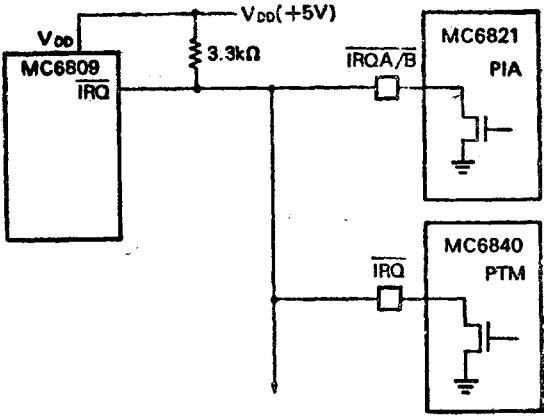 VDD(+5V)
VDD
MC6809
IRQ
3.3kΩ
IRQA/B
MC6821
PIA
IRQ
MC6840
PTM